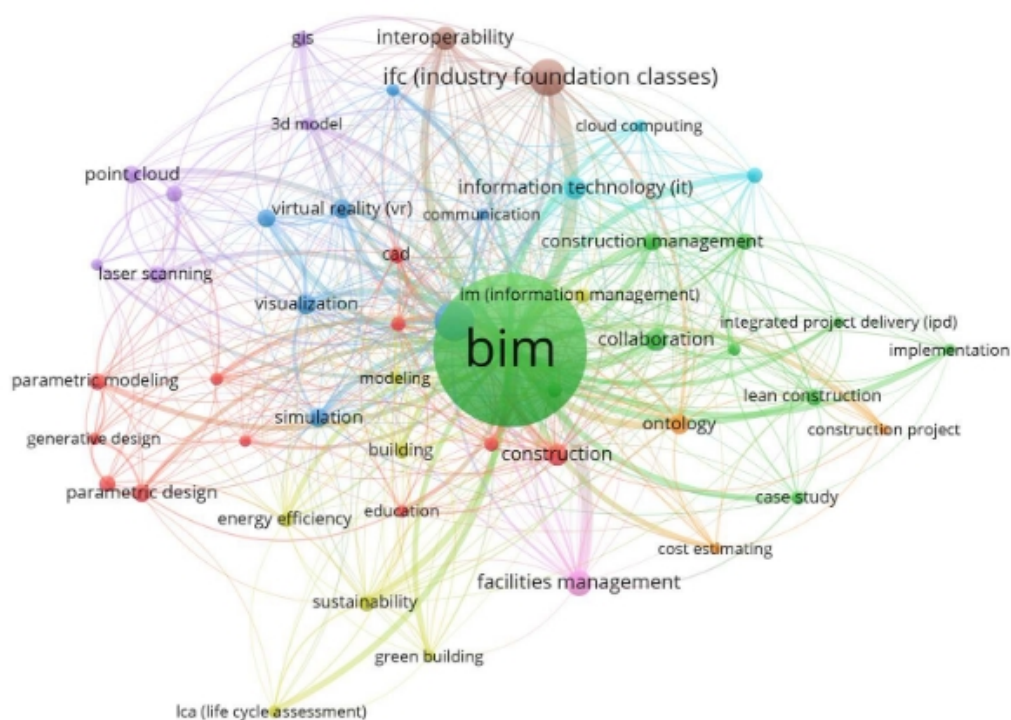 gis
interoperability
ifc (industry foundation classes)
3d model
cloud computing
point cloud
information technology (it)
virtual reality (vr)
communication
construction management
cad
laser scanning
im (information management)
visualization
integrated project delivery (ipd)
collaboration
bim
implementation
parametric modeling
modeling
lean construction
simulation
ontology
construction project
generative design
building
construction
parametric design
case study
energy efficiency
education
cost estimating
facilities management
sustainability
green building
lca (life cycle assessment)